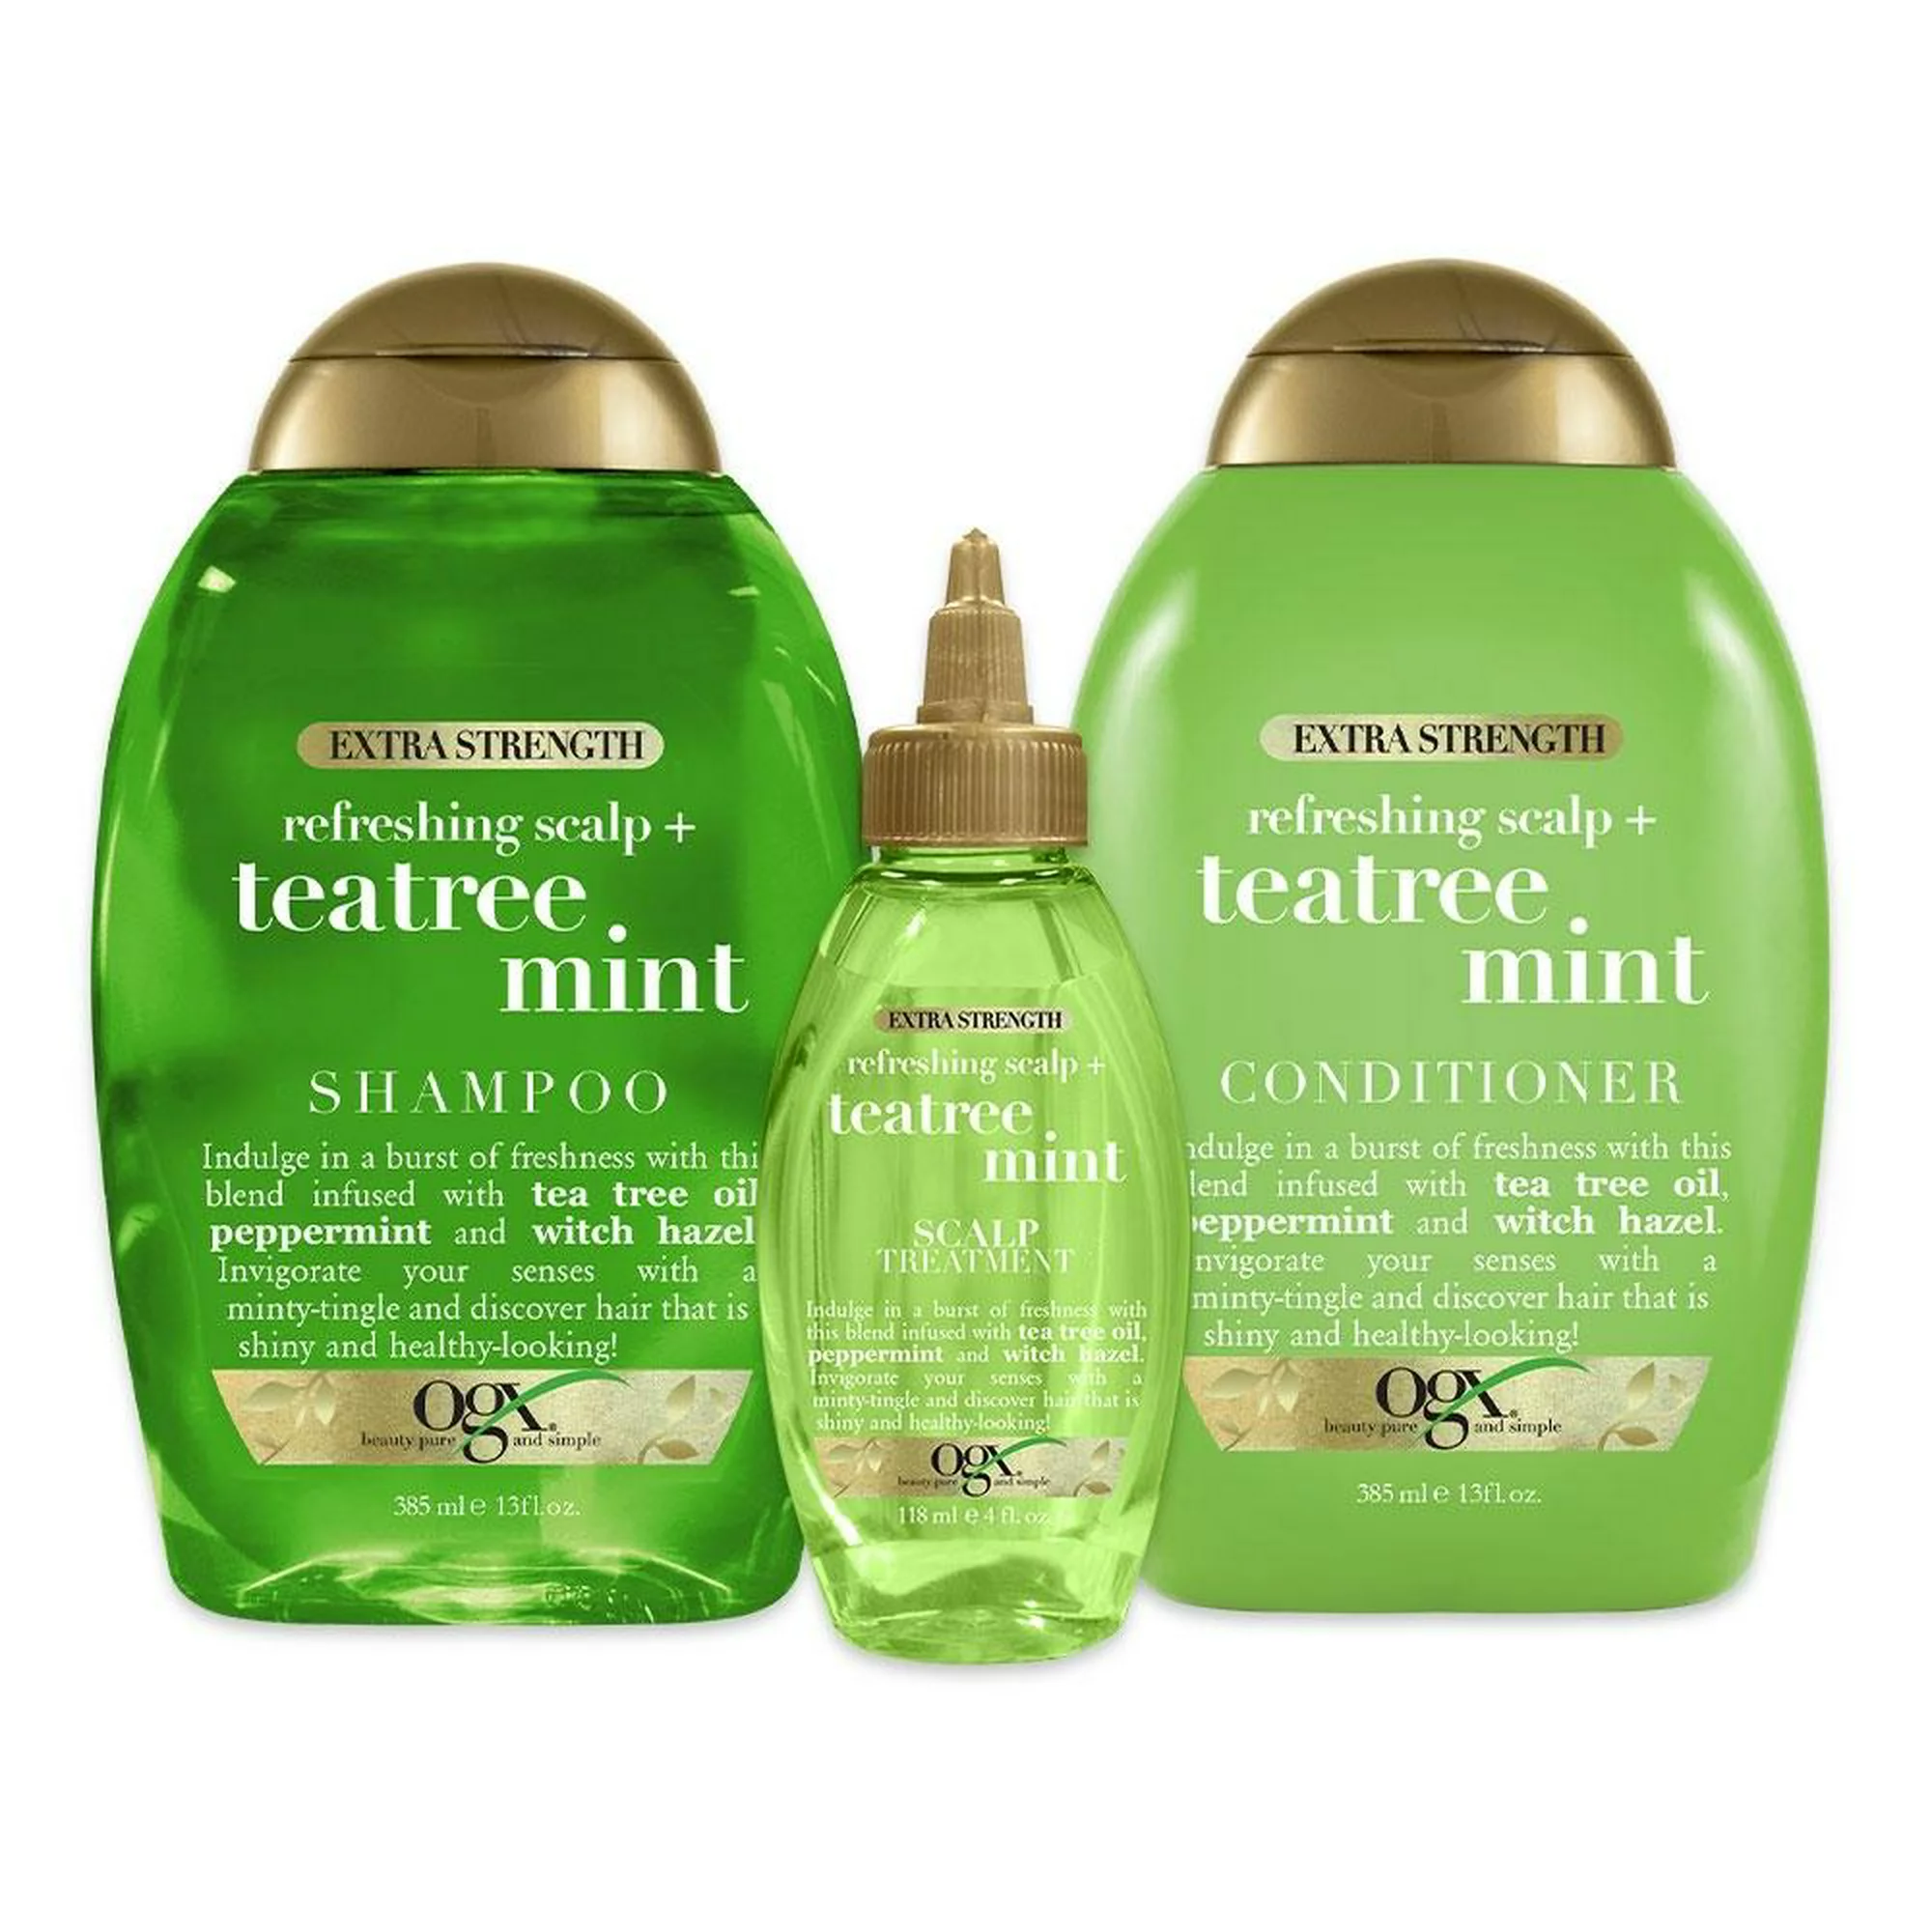 EXTRA STRENGTH
refreshing scalp +
teatree
mint
SHAMPOO
Indulge in a burst of freshness with thi
blend infused with tea tree oil
peppermint and witch hazel
Invigorate your senses with a
minty-tingle and discover hair that is
shiny and healthy-looking!
ogx®
beauty pure and simple
385 ml e 13fl.oz.
EXTRA STRENGTH
refreshing scalp +
teatree
mint
SCALP
TREATMENT
Indulge in a burst of freshness with
this blend infused with tea tree oil,
peppermint and witch hazel.
Invigorate your senses with a
minty-tingle and discover hair that is
shiny and healthy-looking!
ogx®
beauty pure and simple
118 ml e 4 fl. oz.
EXTRA STRENGTH
refreshing scalp +
teatree
mint
CONDITIONER
ndulge in a burst of freshness with this
lend infused with tea tree oil,
peppermint and witch hazel.
nvigorate your senses with a
minty-tingle and discover hair that is
shiny and healthy-looking!
ogx®
beauty pure and simple
385 ml e 13fl.oz.